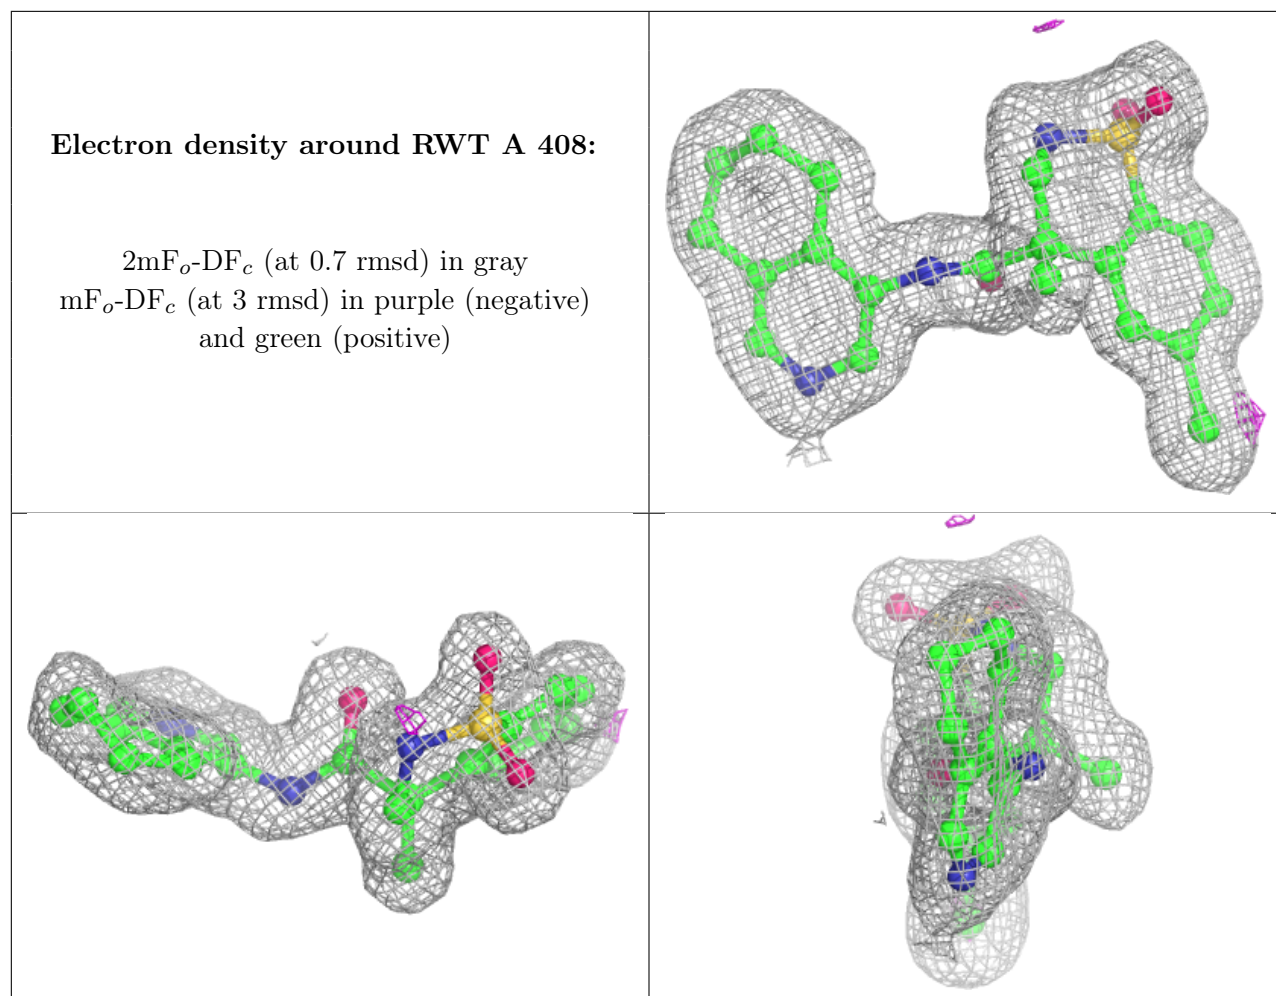 Electron density around RWT A 408:
2mFo-DFc (at 0.7 rmsd) in gray
mFo-DFc (at 3 rmsd) in purple (negative)
and green (positive)